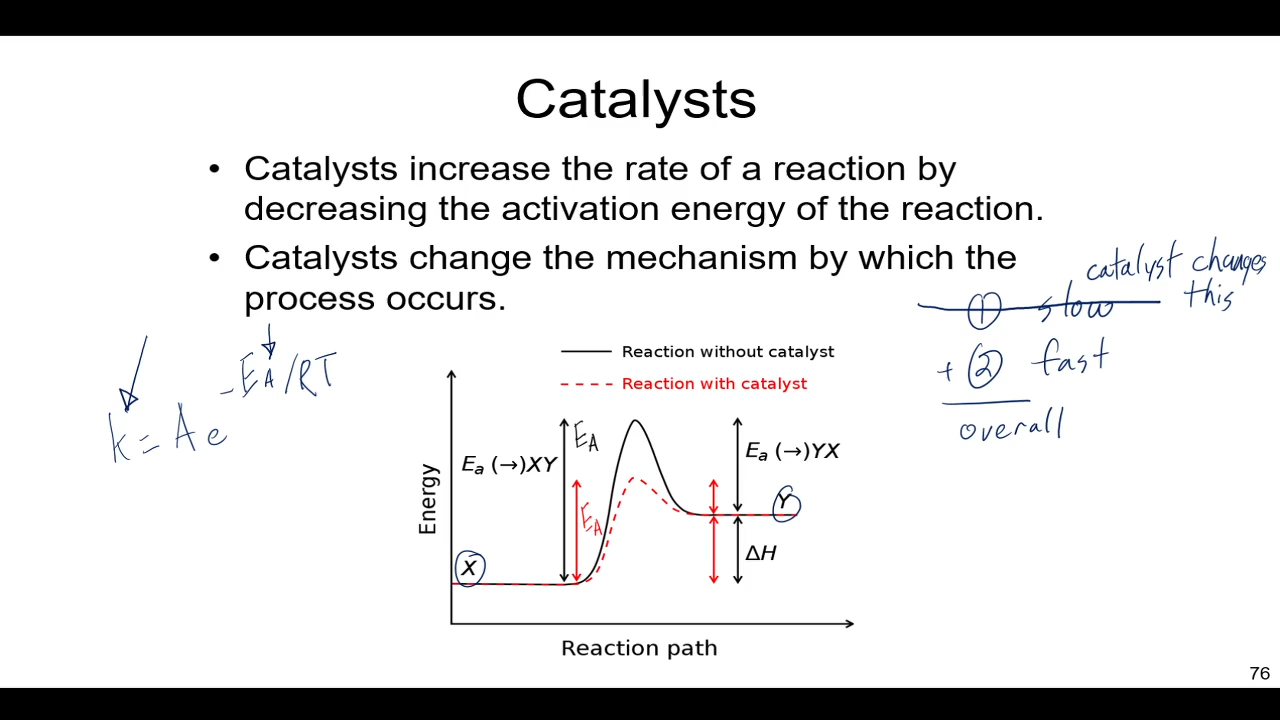 Catalysts
• Catalysts increase the rate of a reaction by
decreasing the activation energy of the reaction.
• Catalysts change the mechanism by which the
process occurs.
catalyst changes
this
① slow
+ ② fast
overall
k = A e -EA/RT
Reaction without catalyst
Reaction with catalyst
Energy
Ea (→)XY
EA
EA
Ea (→)YX
X
Y
ΔH
Reaction path
76